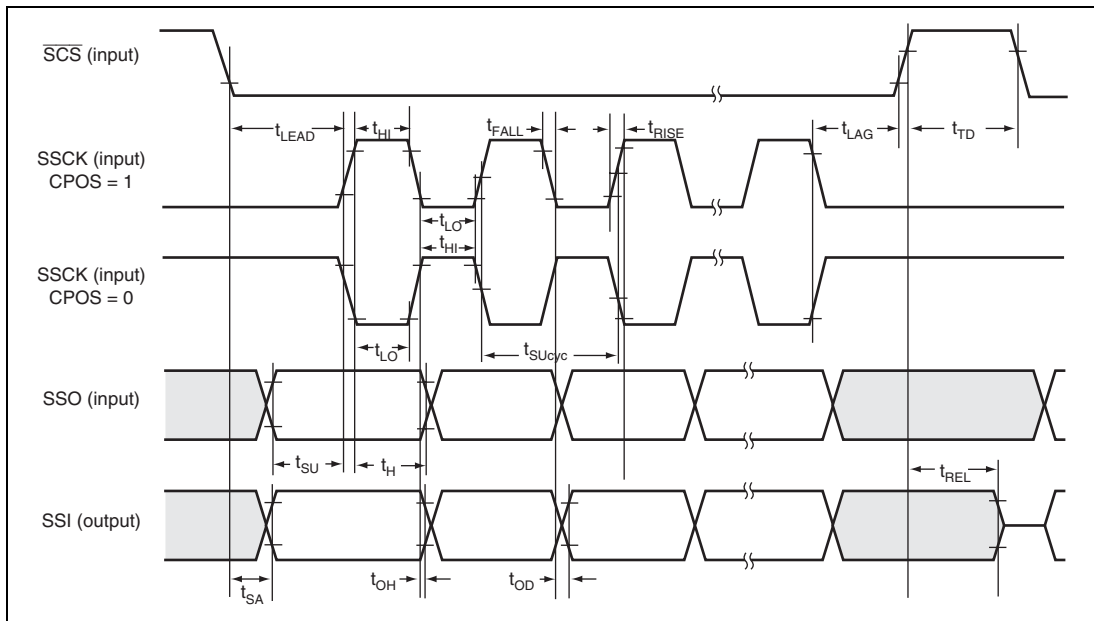 SCS (input)
tLEAD
tHI
tFALL
tRISE
tLAG
tTD
SSCK (input)
CPOS = 1
tLO
tHI
SSCK (input)
CPOS = 0
tLO
tSUcyc
SSO (input)
tSU
tH
tREL
SSI (output)
tSA
tOH
tOD